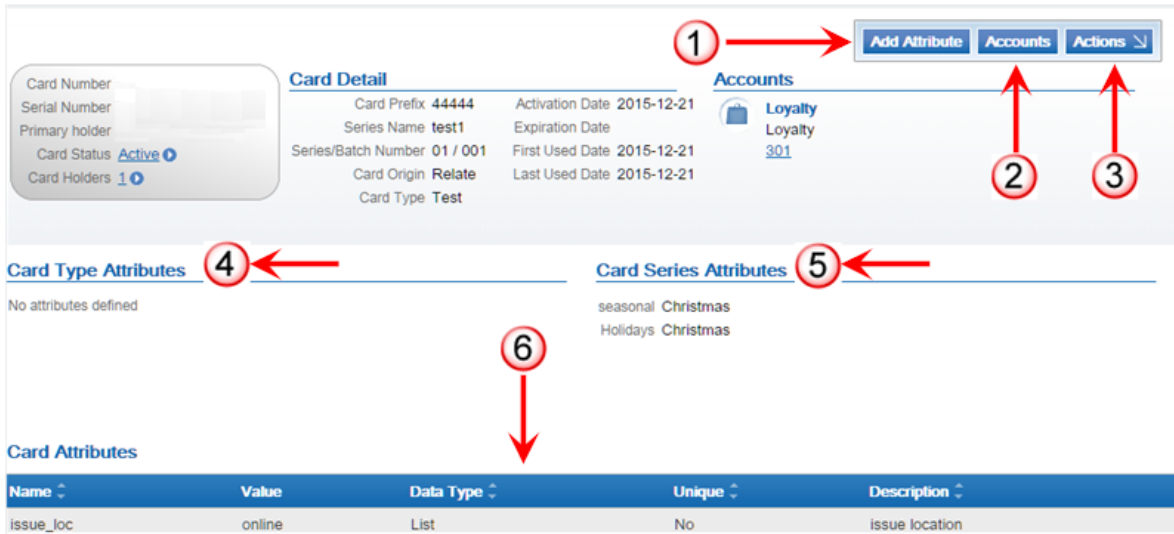 1 Add Attribute Accounts Actions
Card Number
Serial Number
Primary holder
Card Status Active
Card Holders 1
Card Detail
Card Prefix 44444 Activation Date 2015-12-21
Series Name test1 Expiration Date
Series/Batch Number 01 / 001 First Used Date 2015-12-21
Card Origin Relate Last Used Date 2015-12-21
Card Type Test
Accounts
Loyalty
Loyalty
301
2 3
Card Type Attributes 4
No attributes defined
Card Series Attributes 5
seasonal Christmas
Holidays Christmas
6
Card Attributes
Name Value Data Type Unique Description
issue_loc online List No issue location